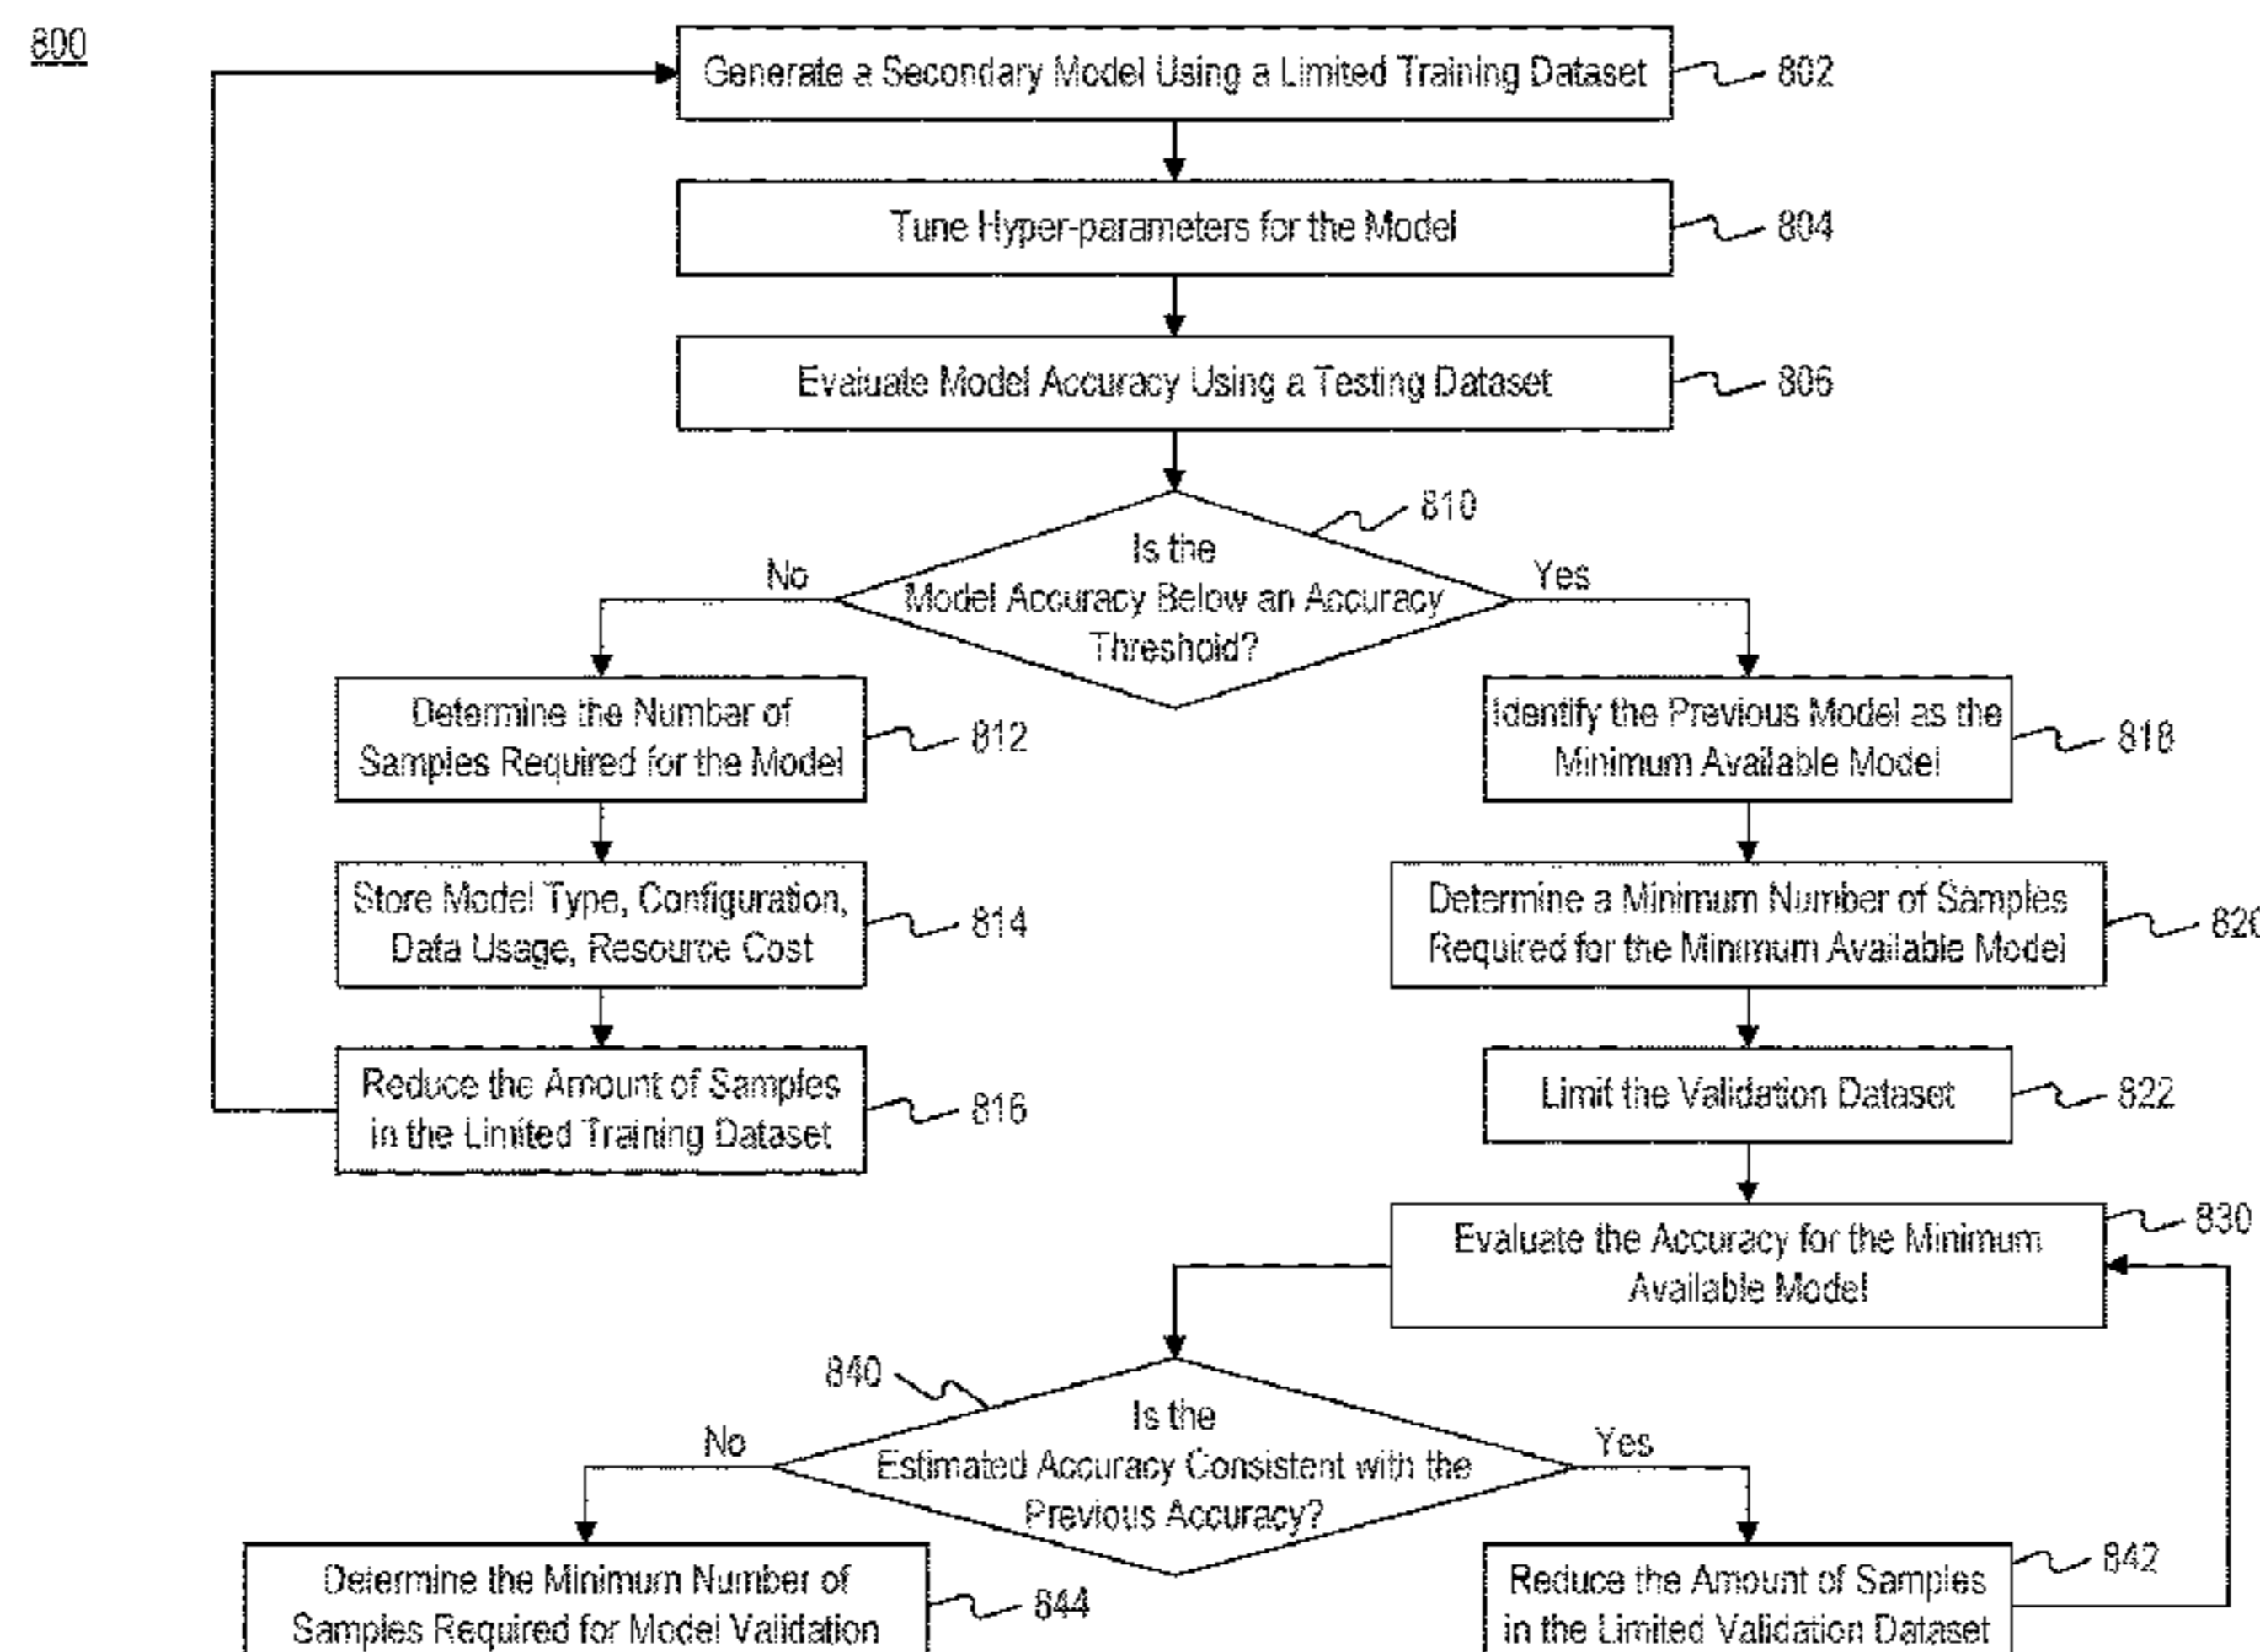 800
Generate a Secondary Model Using a Limited Training Dataset
802
Tune Hyper-parameters for the Model
804
Evaluate Model Accuracy Using a Testing Dataset
806
810
Is the
Model Accuracy Below an Accuracy
Threshold?
No
Yes
Determine the Number of
Samples Required for the Model
812
Identify the Previous Model as the
Minimum Available Model
818
Store Model Type, Configuration,
Data Usage, Resource Cost
814
Determine a Minimum Number of Samples
Required for the Minimum Available Model
820
Reduce the Amount of Samples
in the Limited Training Dataset
816
Limit the Validation Dataset
822
Evaluate the Accuracy for the Minimum
Available Model
830
840
Is the
Estimated Accuracy Consistent with the
Previous Accuracy?
No
Yes
Determine the Minimum Number of
Samples Required for Model Validation
844
Reduce the Amount of Samples
in the Limited Validation Dataset
842